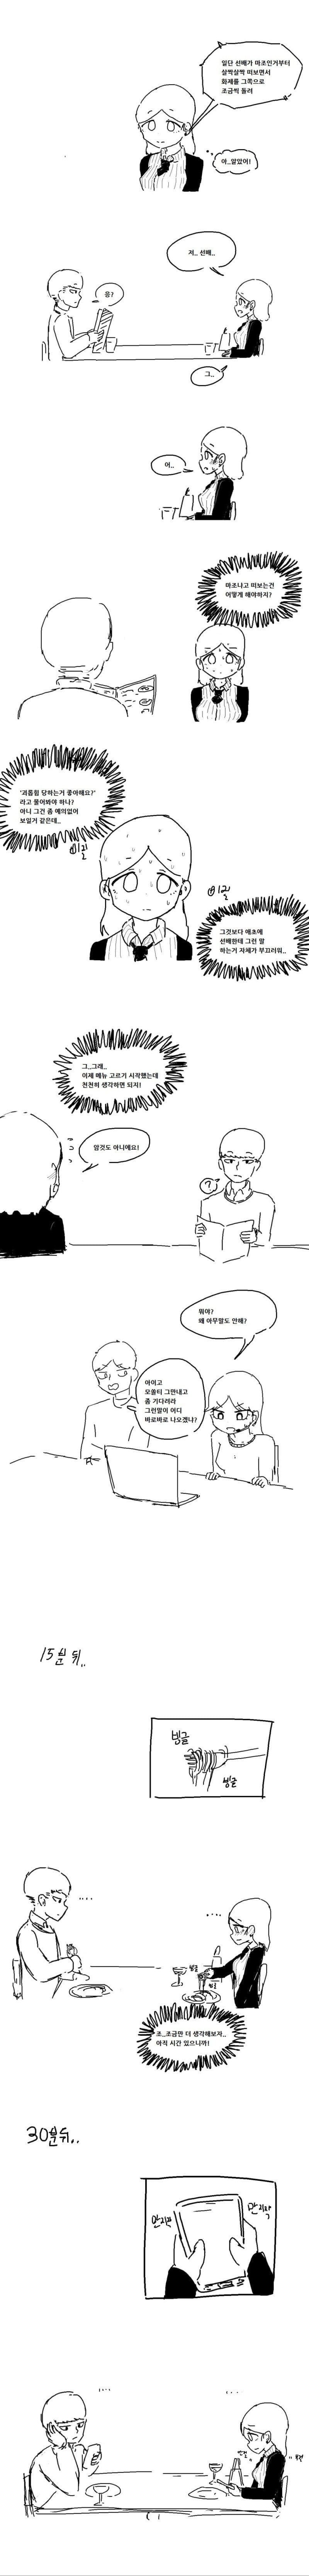 일단 선배가 마조인거부터
살짝살짝 떠보면서
화제를 그쪽으로
조금씩 돌려
아..알았어!
저.. 선배..
응?
그..
어..
마조냐고 떠보는건
어떻게 해야하지?
"괴롭힘 당하는거 좋아해요?"
라고 물어봐야 하나?
아니 그건 좀 예의없어
보일거 같은데..
삐질
삐질
그것보다 애초에
선배한테 그런 말
하는거 자체가 부끄러워..
그..그래..
이제 메뉴 고르기 시작했는데
천천히 생각하면 되지!
암것도 아니에요!
?
뭐야?
왜 아무말도 안해?
아이고
모쏠티 그만내고
좀 기다려라
그런말이 어디
바로바로 나오겠냐?
15분 뒤..
빙글
빙글
....
....
빙글
빙글
조..조금만 더 생각해보자..
아직 시간 있으니까!
30분뒤..
만지작
만지작
....
....